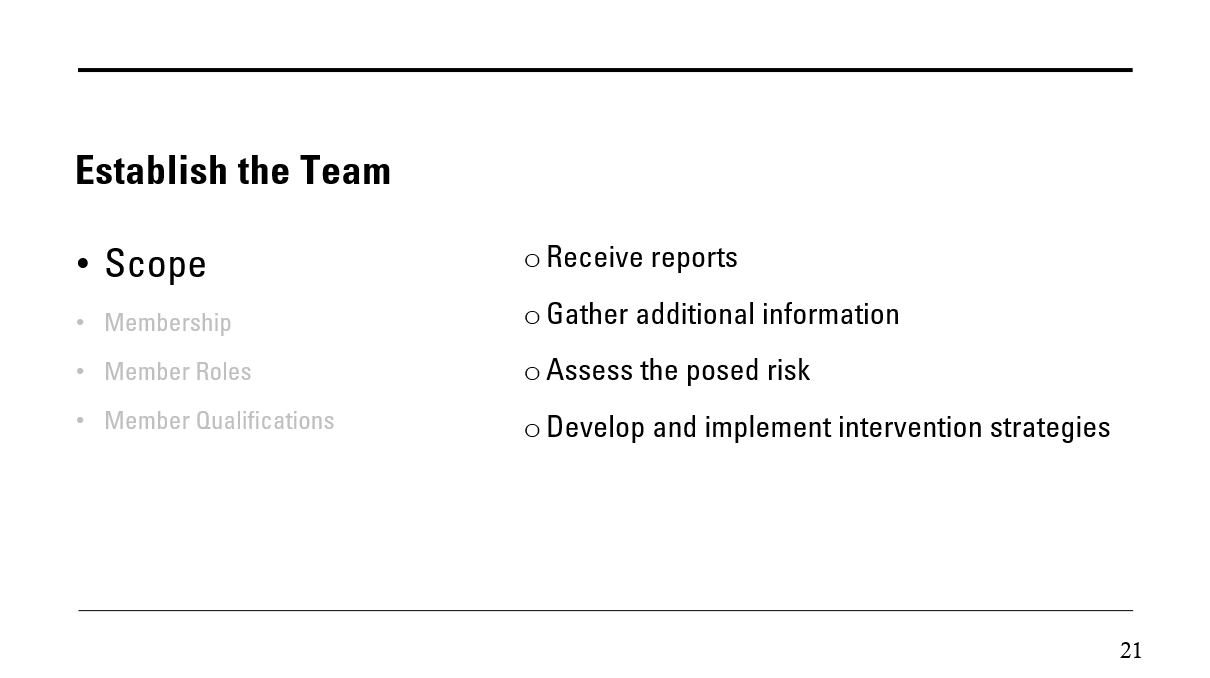 Establish the Team
• Scope
• Membership
• Member Roles
• Member Qualifications
o Receive reports
o Gather additional information
o Assess the posed risk
o Develop and implement intervention strategies
21